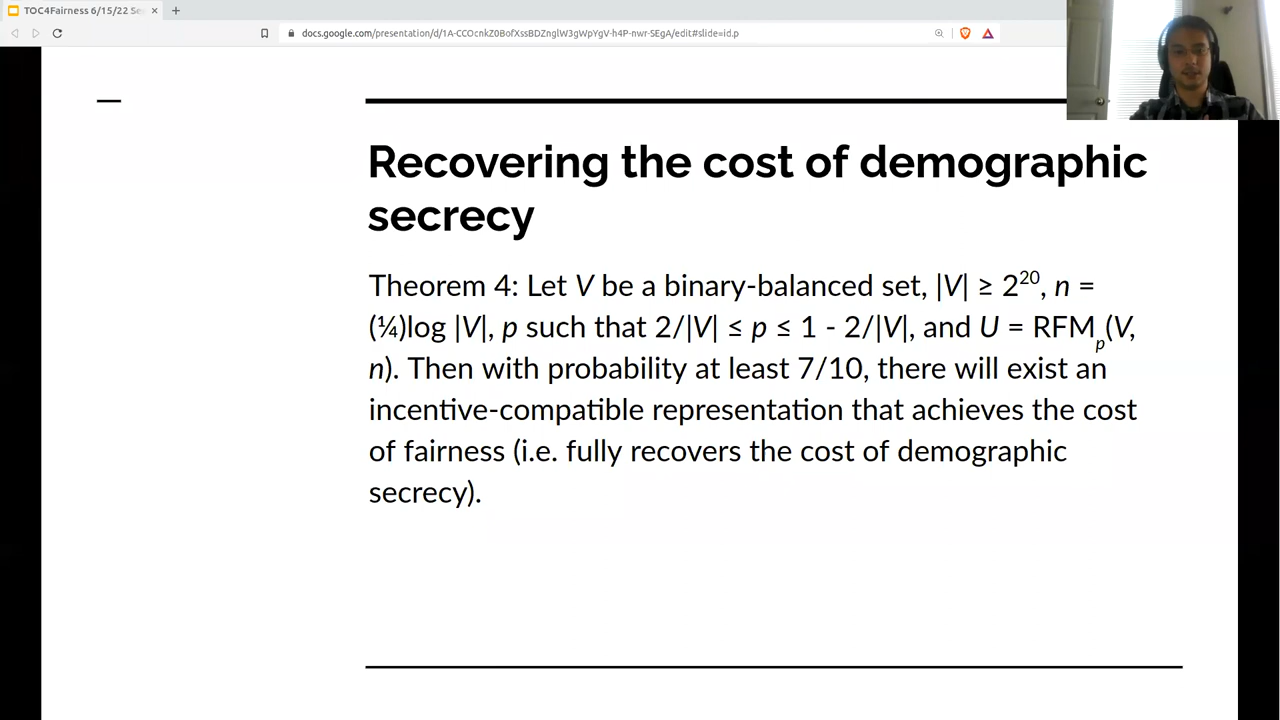 TOC4Fairness 6/15/22 Se
docs.google.com/presentation/d/1A-CCOcnkZ0BofXssBDZnglW3gWpYgV-h4P-nwr-SEgA/edit#slide=id.p
Recovering the cost of demographic
secrecy
Theorem 4: Let V be a binary-balanced set, |V| ≥ 2²⁰, n =
(¼)log |V|, p such that 2/|V| ≤ p ≤ 1 - 2/|V|, and U = RFMₚ(V,
n). Then with probability at least 7/10, there will exist an
incentive-compatible representation that achieves the cost
of fairness (i.e. fully recovers the cost of demographic
secrecy).